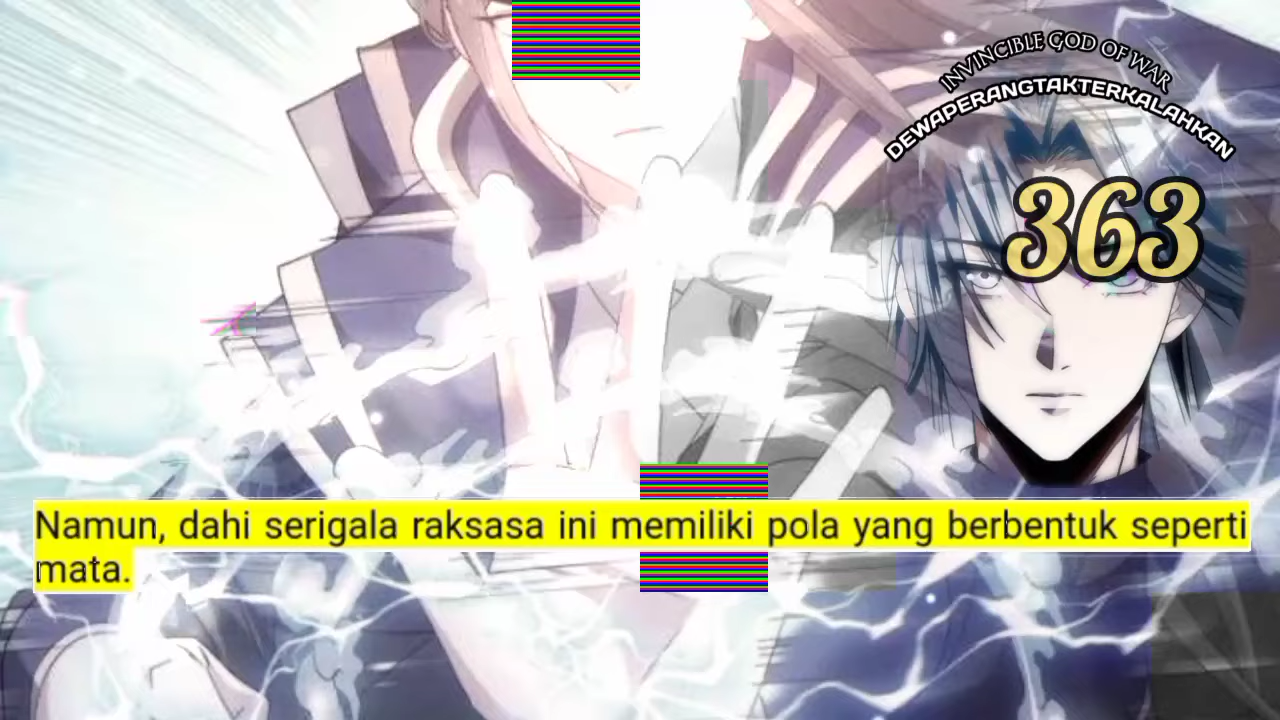 INVINCIBLE GOD OF WAR
DEWAPERANGTAKTERKALAHKAN
363
Namun, dahi serigala raksasa ini memiliki pola yang berbentuk seperti
mata.